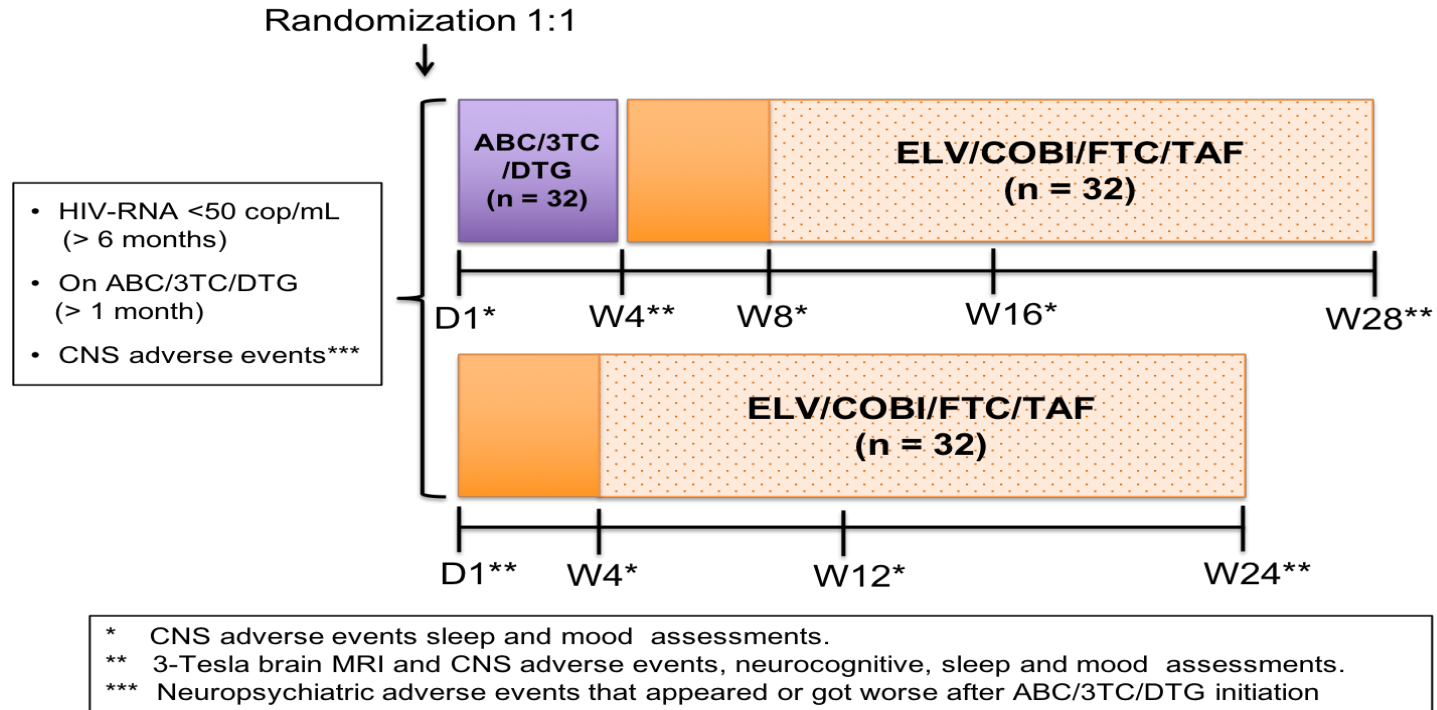 Randomization 1:1
ABC/3TC
/DTG
(n = 32)
ELV/COBI/FTC/TAF
(n = 32)
• HIV-RNA <50 cop/mL
(> 6 months)
• On ABC/3TC/DTG
(> 1 month)
• CNS adverse events***
D1* W4** W8* W16* W28**
ELV/COBI/FTC/TAF
(n = 32)
D1** W4* W12* W24**
* CNS adverse events sleep and mood assessments.
** 3-Tesla brain MRI and CNS adverse events, neurocognitive, sleep and mood assessments.
*** Neuropsychiatric adverse events that appeared or got worse after ABC/3TC/DTG initiation